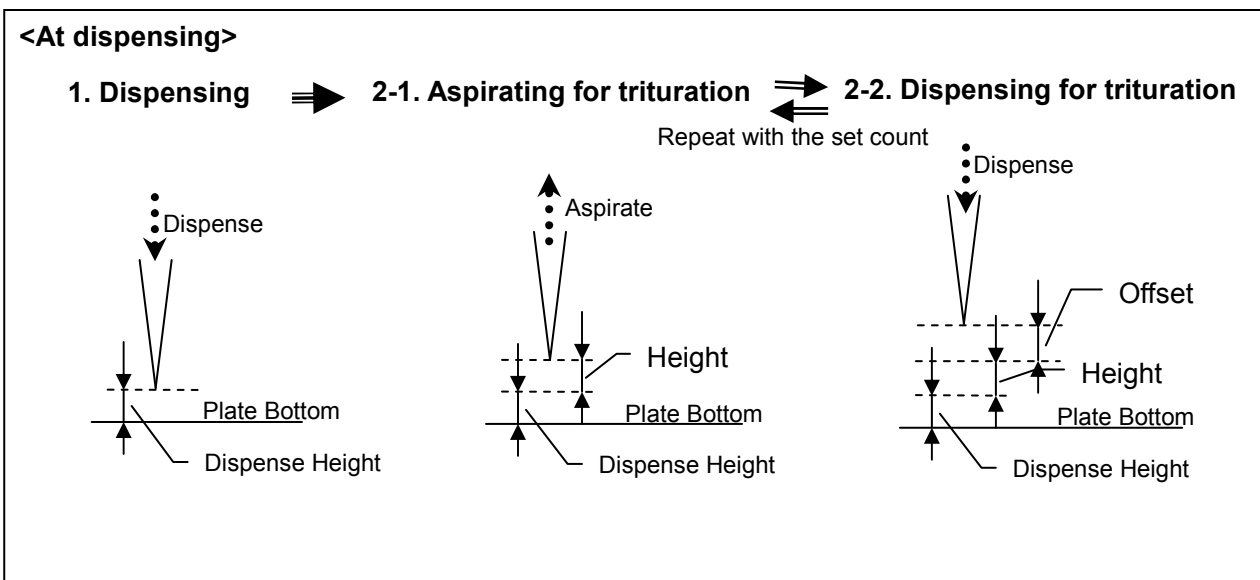 <At dispensing>
1. Dispensing
2-1. Aspirating for trituration
2-2. Dispensing for trituration
Repeat with the set count
Dispense
Plate Bottom
Dispense Height
Aspirate
Height
Plate Bottom
Dispense Height
Dispense
Offset
Height
Plate Bottom
Dispense Height